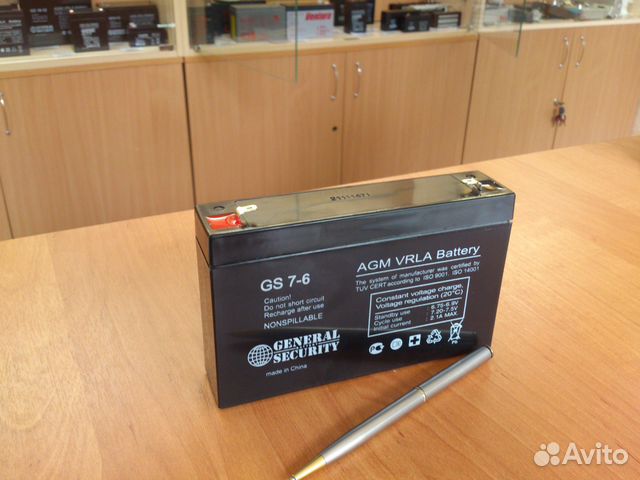 Ventura
21111671
GS 7-6
Caution!
Do not short circuit
Recharge after use
NONSPILLABLE
GENERAL
SECURITY
made in China
AGM VRLA Battery
The system of manufacturer was certified by
TUV CERT according to ISO 9001, ISO 14001
Constant voltage charge,
Voltage regulation (20°C)
Standby use 6.75-6.9V
Cycle use 7.20-7.5V
Initial current : 2.1A MAX
Pb
Avito